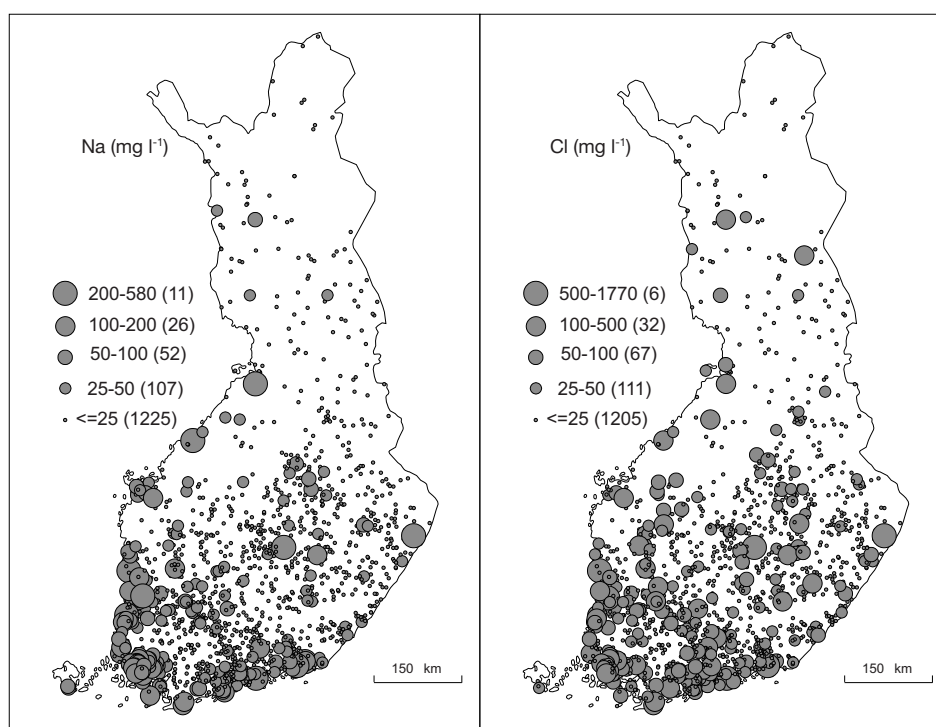 Na (mg l⁻¹)
200-580 (11)
100-200 (26)
50-100 (52)
25-50 (107)
<=25 (1225)
150 km
Cl (mg l⁻¹)
500-1770 (6)
100-500 (32)
50-100 (67)
25-50 (111)
<=25 (1205)
150 km